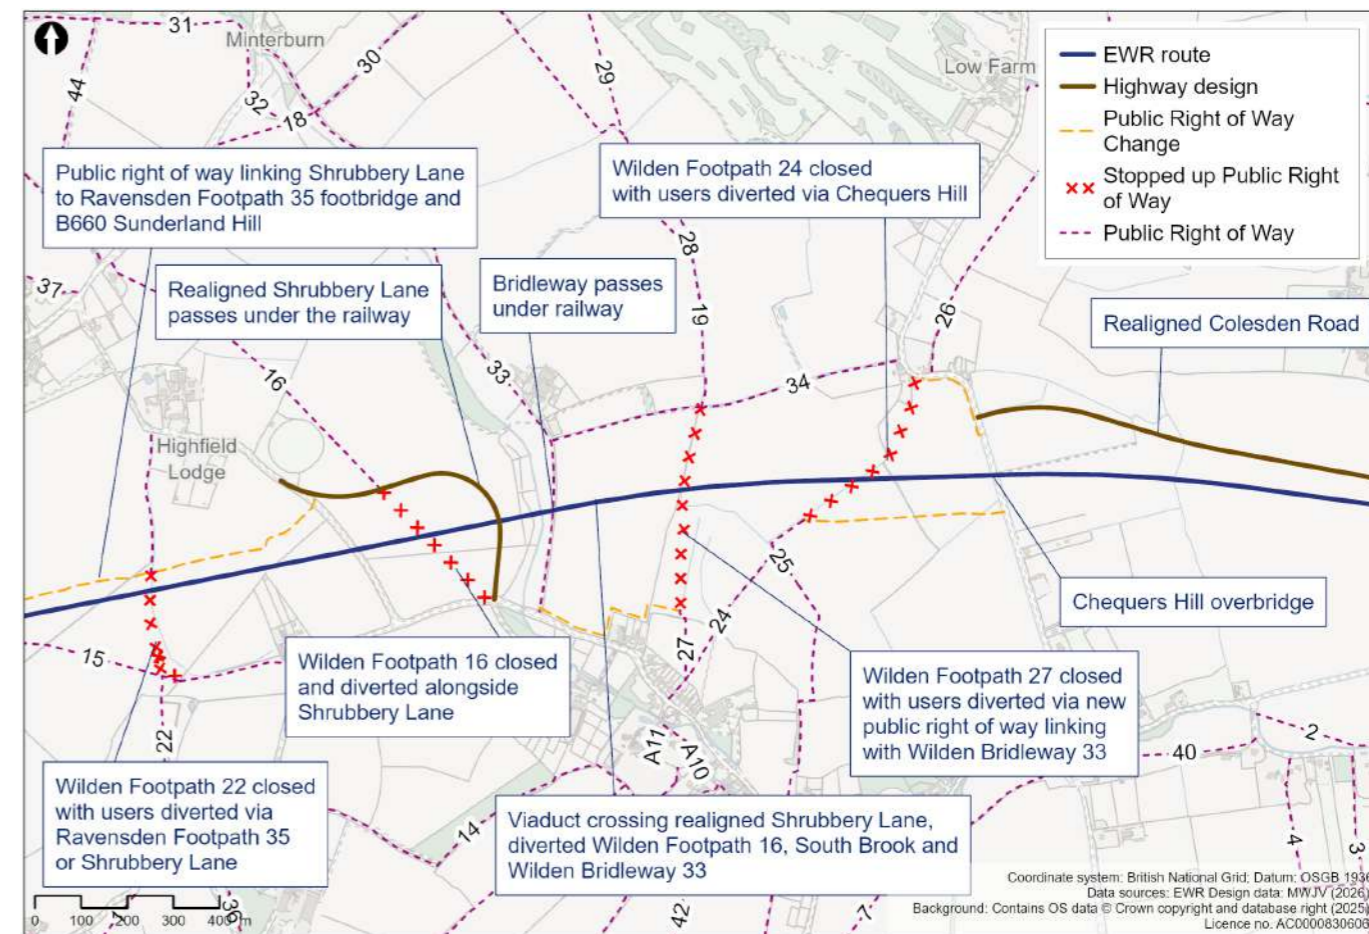 31
Minterburn
30
29
Low Farm
44
32
18
EWR route
Highway design
Public Right of Way
Change
Stopped up Public Right
of Way
Public Right of Way
Public right of way linking Shrubbery Lane
to Ravensden Footpath 35 footbridge and
B660 Sunderland Hill
Wilden Footpath 24 closed
with users diverted via Chequers Hill
28
37
Realigned Shrubbery Lane
passes under the railway
Bridleway passes
under railway
19
26
Realigned Colesden Road
16
33
34
Highfield
Lodge
25
Chequers Hill overbridge
24
27
15
Wilden Footpath 16 closed
and diverted alongside
Shrubbery Lane
Wilden Footpath 27 closed
with users diverted via new
public right of way linking
with Wilden Bridleway 33
22
A11
A10
2
40
Wilden Footpath 22 closed
with users diverted via
Ravensden Footpath 35
or Shrubbery Lane
14
Viaduct crossing realigned Shrubbery Lane,
diverted Wilden Footpath 16, South Brook and
Wilden Bridleway 33
4
3
36
42
7
0 100 200 300 400 m
Coordinate system: British National Grid; Datum: OSGB 1936
Data sources: EWR Design data: MWJV (2026)
Background: Contains OS data © Crown copyright and database right (2025)
Licence no. AC0000830606